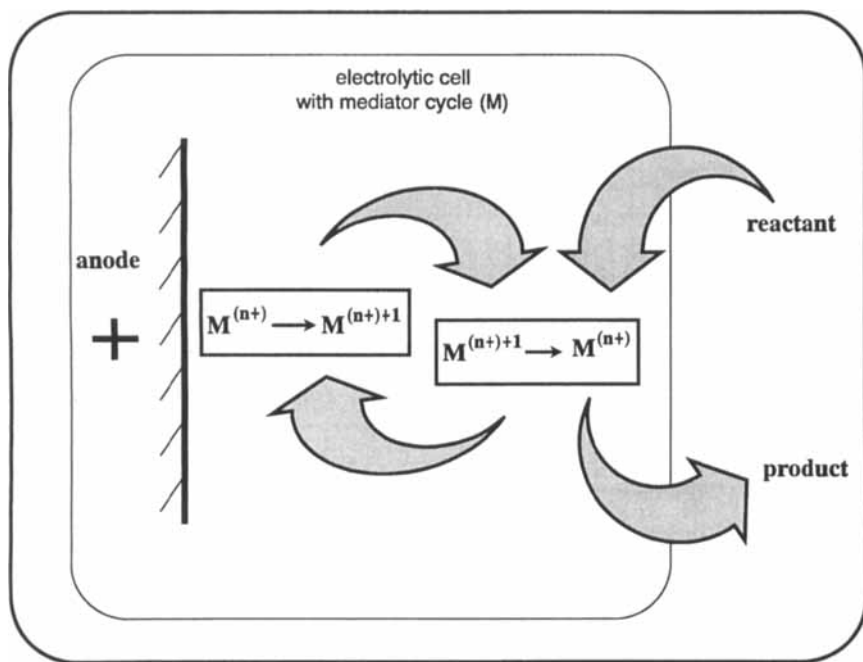 electrolytic cell
with mediator cycle (M)
reactant
anode
+
M^(n+) → M^(n+)+1
M^(n+)+1 → M^(n+)
product